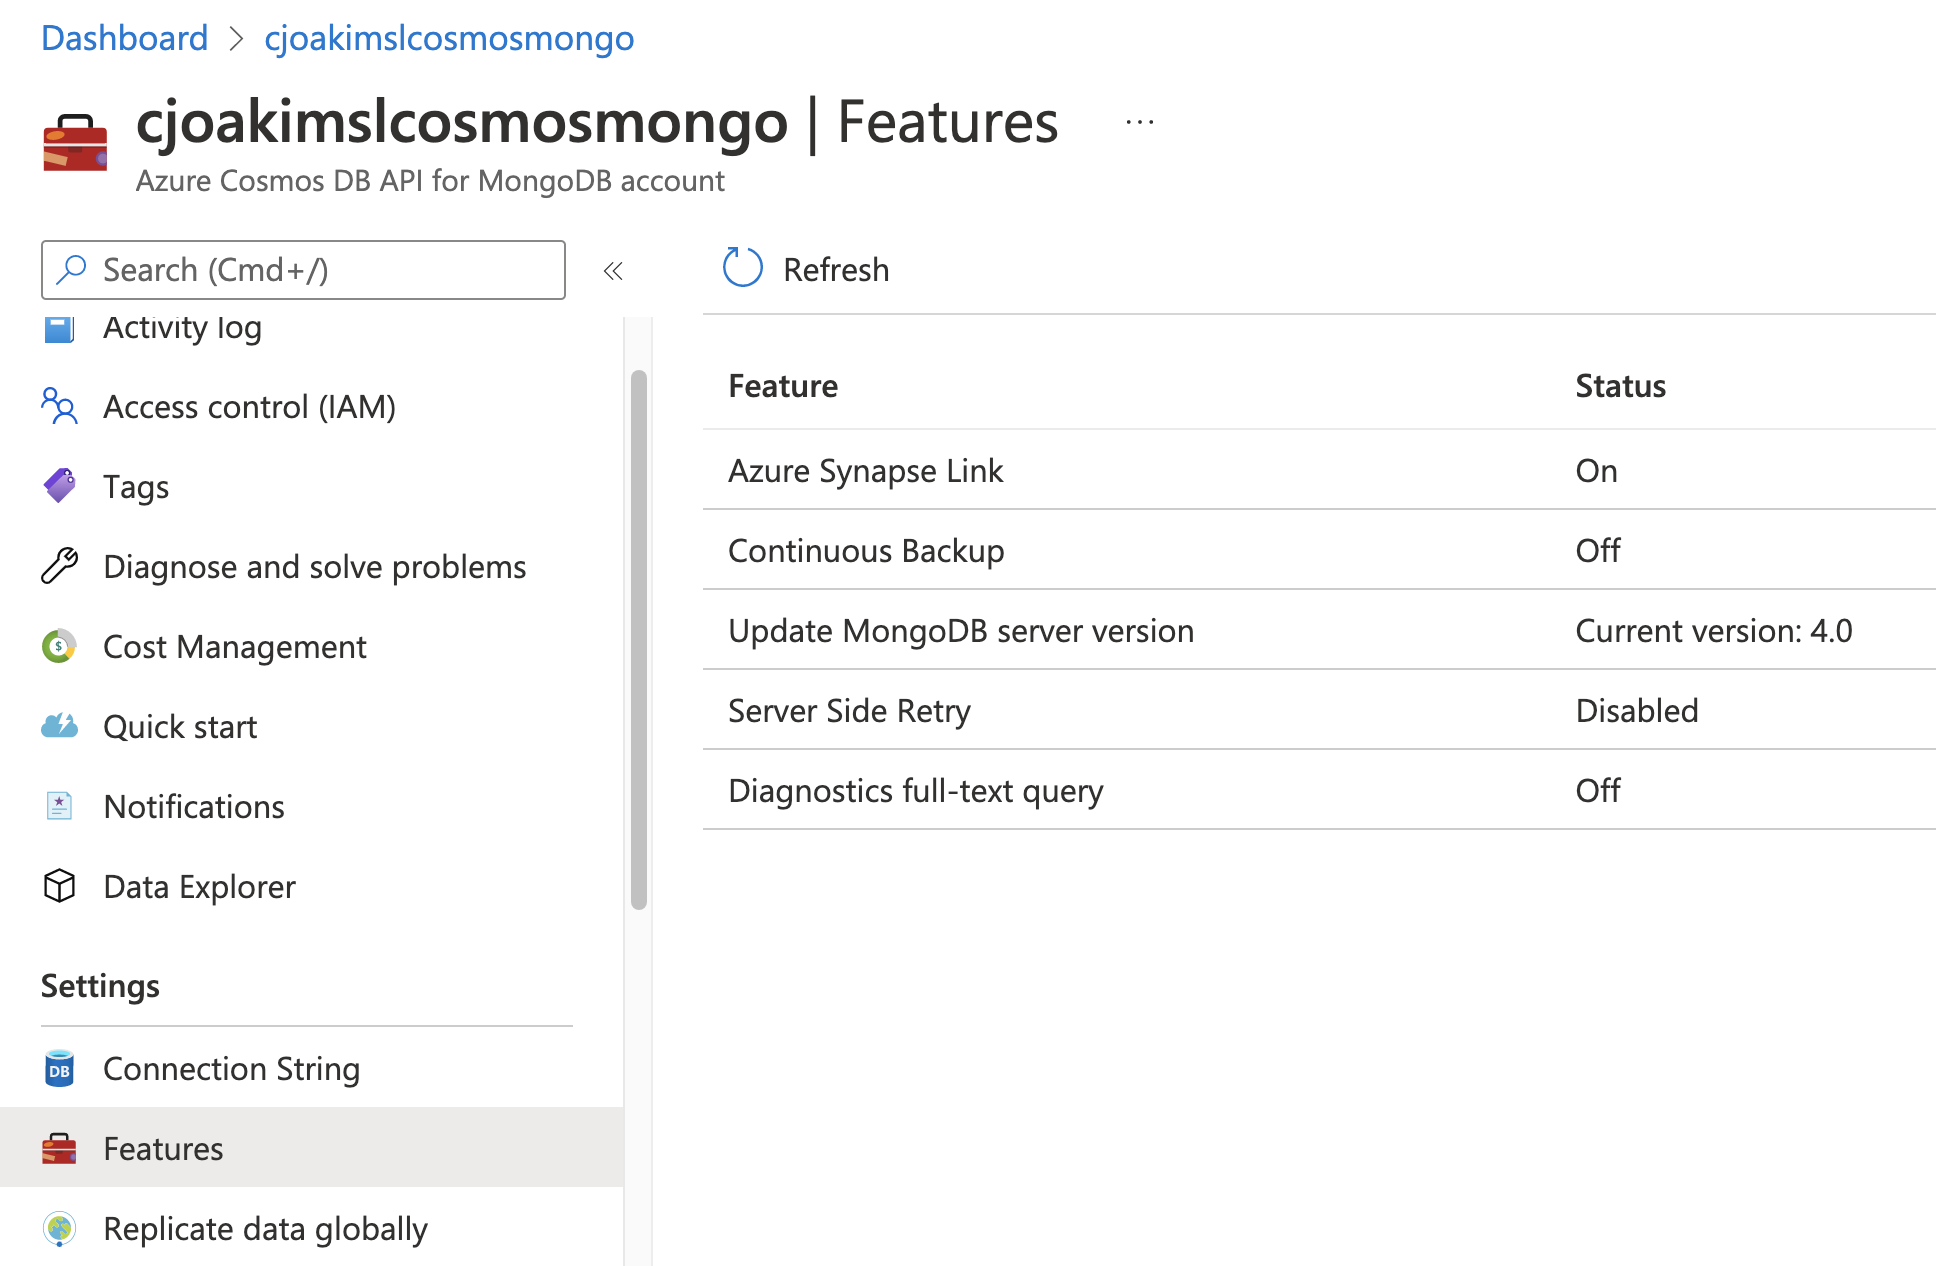 Dashboard > cjoakimslcosmosmongo
cjoakimslcosmosmongo | Features ...
Azure Cosmos DB API for MongoDB account
Search (Cmd+/)
«
Activity log
Access control (IAM)
Tags
Diagnose and solve problems
Cost Management
Quick start
Notifications
Data Explorer
Settings
DB Connection String
Features
Replicate data globally
Refresh
Feature Status
Azure Synapse Link On
Continuous Backup Off
Update MongoDB server version Current version: 4.0
Server Side Retry Disabled
Diagnostics full-text query Off